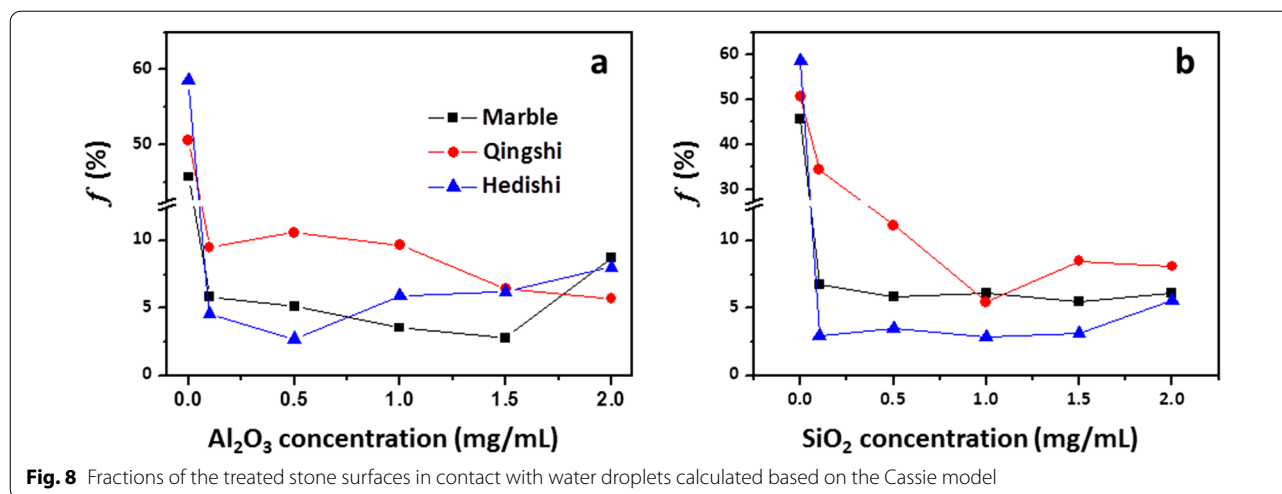 a
60
50
10
5
0
f (%)
Marble
Qingshi
Hedishi
0.0 0.5 1.0 1.5 2.0
Al₂O₃ concentration (mg/mL)
b
60
50
40
30
10
5
0
f (%)
0.0 0.5 1.0 1.5 2.0
SiO₂ concentration (mg/mL)
Fig. 8 Fractions of the treated stone surfaces in contact with water droplets calculated based on the Cassie model